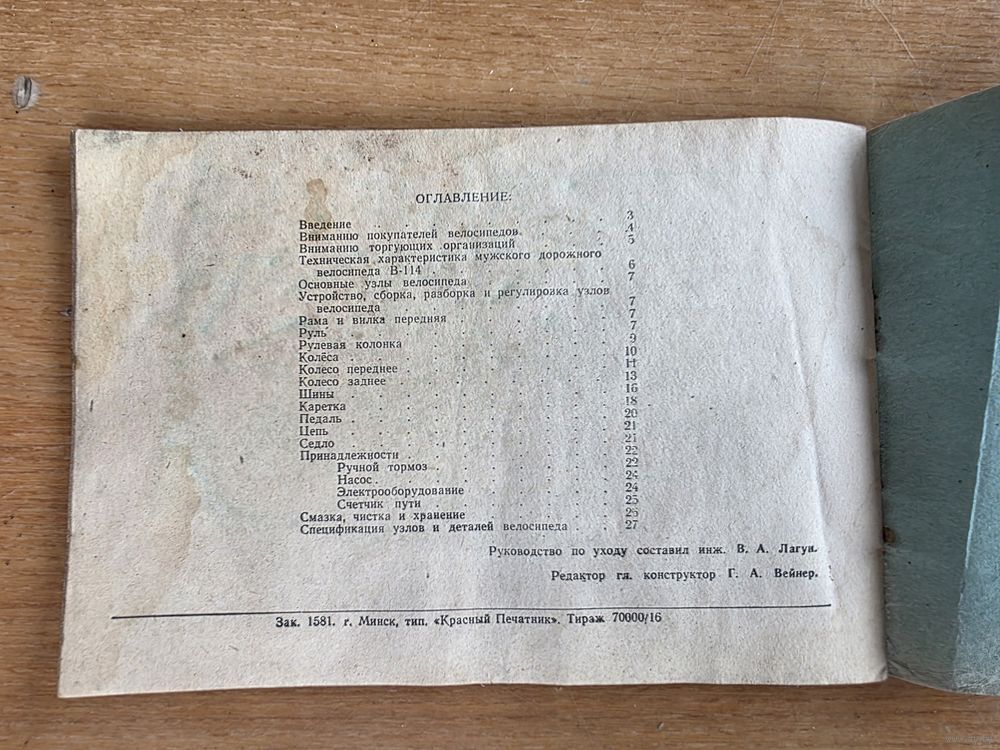 ОГЛАВЛЕНИЕ:
Введение . . . . . . . . . 3
Вниманию покупателей велосипедов . . . . 4
Вниманию торгующих организаций . . . . 5
Техническая характеристика мужского дорожного
велосипеда В-114 . . . . . . . 6
Основные узлы велосипеда . . . . . 7
Устройство, сборка, разборка и регулировка узлов
велосипеда . . . . . . . . 7
Рама и вилка передняя . . . . . . 7
Руль . . . . . . . . . . 7
Рулевая колонка . . . . . . . . 9
Колёса . . . . . . . . . . 10
Колесо переднее . . . . . . . . 11
Колесо заднее . . . . . . . . 13
Шины . . . . . . . . . . 16
Каретка . . . . . . . . . 18
Педаль . . . . . . . . . . 20
Цепь . . . . . . . . . . 21
Седло . . . . . . . . . . 21
Принадлежности . . . . . . . . 22
Ручной тормоз . . . . . . . 22
Насос . . . . . . . . . 24
Электрооборудование . . . . . . 24
Счетчик пути . . . . . . . 25
Смазка, чистка и хранение . . . . . . 26
Спецификация узлов и деталей велосипеда . . 27
Руководство по уходу составил инж. В. А. Лагун.
Редактор гл. конструктор Г. А. Вейнер.
Зак. 1581. г. Минск, тип. «Красный Печатник». Тираж 70000/16